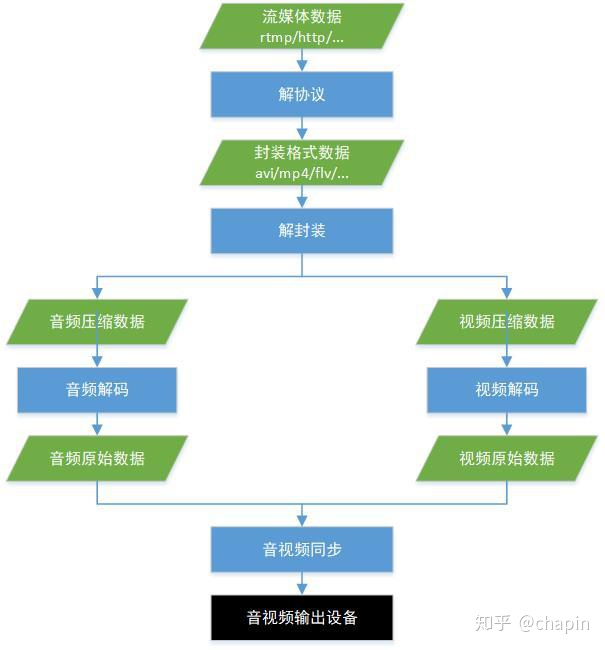 流媒体数据
rtmp/http/...
解协议
封装格式数据
avi/mp4/flv/...
解封装
音频压缩数据
视频压缩数据
音频解码
视频解码
音频原始数据
视频原始数据
音视频同步
音视频输出设备
知乎 @chapin